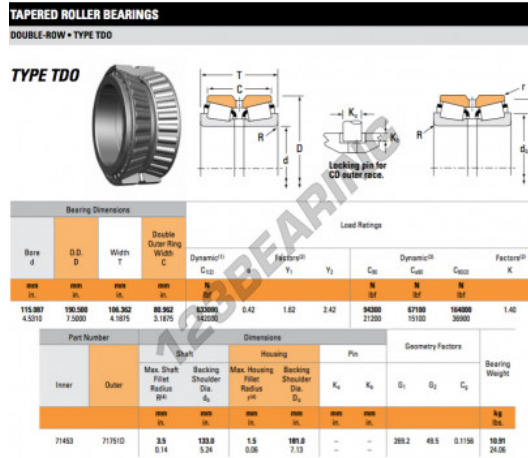 TAPERED ROLLER BEARINGS
DOUBLE-ROW • TYPE TDO
TYPE TDO
T
C
R
d
D
Kₐ
K_b
Locking pin for
CD outer race.
r
R
dₐ
123BEARINGS
Bearing Dimensions
Load Ratings
Bore
d
O.D.
D
Width
T
Double
Outer Ring
Width
C
Dynamic(1)
C1(2)
Factors(2)
e Y1 Y2
Dynamic(3)
C90 Ca90 C90(2)
Factors(2)
K
mm mm mm mm N N N N
in. in. in. in. lbf lbf lbf lbf
115.087 190.500 106.362 80.962 633000 0.42 1.62 2.42 94300 67100 164000 1.40
4.5310 7.5000 4.1875 3.1875 142000 21200 15100 36900
Part Number
Dimensions
Geometry Factors
Bearing
Weight
Shaft Housing Pin
Inner Outer
Max. Shaft
Fillet
Radius
R(4)
Backing
Shoulder
Dia.
Max. Housing
Fillet
Radius
r(4)
Backing
Shoulder
Dia.
G1 G2 Cg
mm mm mm mm mm mm kg
in. in. in. in. in. in. lbs.
71453 71751D 3.5 133.0 1.5 181.0 – – 269.2 49.5 0.1156 10.91
0.14 5.24 0.06 7.13 24.06